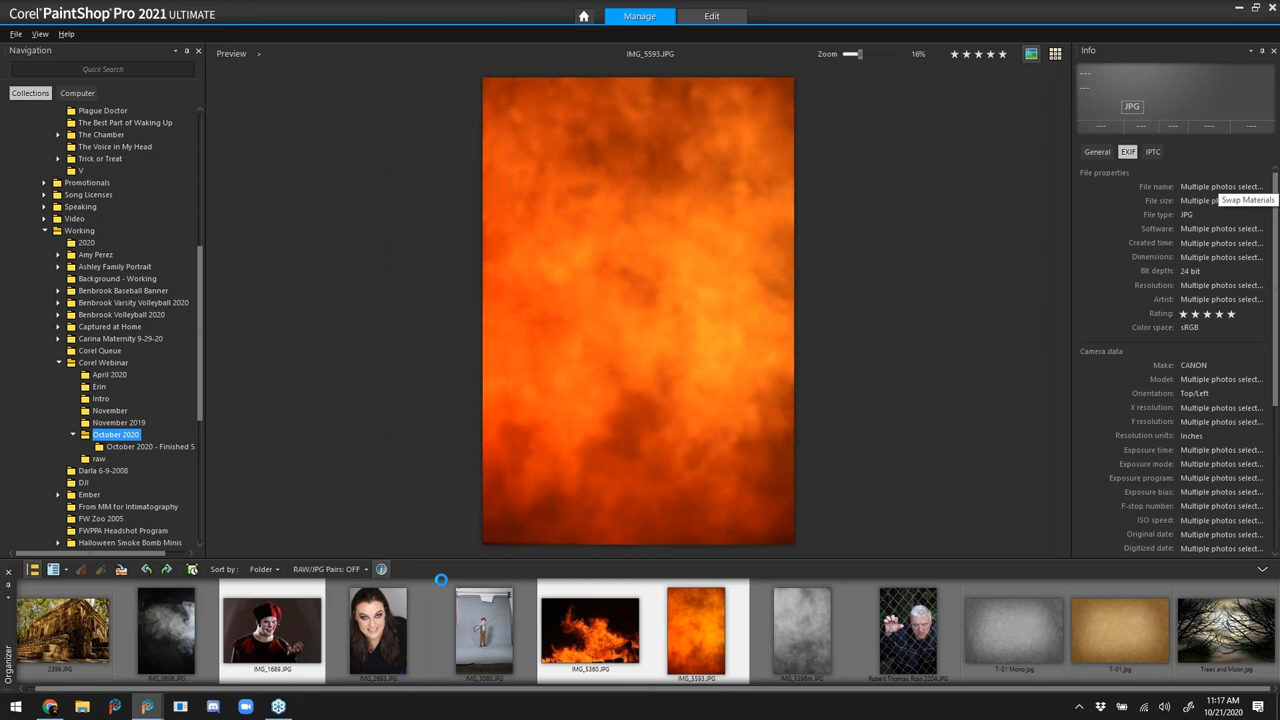 Corel® PaintShop® Pro 2021 ULTIMATE
Manage
Edit
File View Help
Navigation
Quick Search
Collections Computer
Plague Doctor
The Best Part of Waking Up
The Chamber
The Voice in My Head
Trick or Treat
V
Promotionals
Song Licenses
Speaking
Video
Working
2020
Amy Perez
Ashley Family Portrait
Background - Working
Benbrook Baseball Banner
Benbrook Varsity Volleyball 2020
Benbrook Volleyball 2020
Captured at Home
Carina Maternity 9-29-20
Corel Queue
Corel Webinar
April 2020
Erin
Intro
November
November 2019
October 2020
October 2020 - Finished S
raw
Darla 6-9-2008
DJI
Ember
From MM for Intimatography
FW Zoo 2005
FWPPA Headshot Program
Halloween Smoke Bomb Minis
Preview >
IMG_5593.JPG
Zoom 16%
Info
---
---
JPG
--- --- --- --- ---
General EXIF IPTC
File properties
File name: Multiple photos select...
Swap Materials
File size: Multiple pl
File type: JPG
Software: Multiple photos select...
Created time: Multiple photos select...
Dimensions: Multiple photos select...
Bit depth: 24 bit
Resolution: Multiple photos select...
Artist: Multiple photos select...
Rating:
Color space: sRGB
Camera data
Make: CANON
Model: Multiple photos select...
Orientation: Top/Left
X resolution: Multiple photos select...
Y resolution: Multiple photos select...
Resolution units: Inches
Exposure time: Multiple photos select...
Exposure mode: Multiple photos select...
Exposure program: Multiple photos select...
Exposure bias: Multiple photos select...
F-stop number: Multiple photos select...
ISO speed: Multiple photos select...
Original date: Multiple photos select...
Digitized date: Multiple photos select...
Organizer
Sort by: Folder
RAW/JPG Pairs: OFF
2399.JPG
IMG_0606.JPG
IMG_1689.JPG
IMG_2693.JPG
IMG_3080.JPG
IMG_5360.JPG
IMG_5593.JPG
IMG_5596m.JPG
Robert Thomas Ross 2204.JPG
T-01 Mono.jpg
T-01.jpg
Trees and Moon.jpg
11:17 AM
10/21/2020